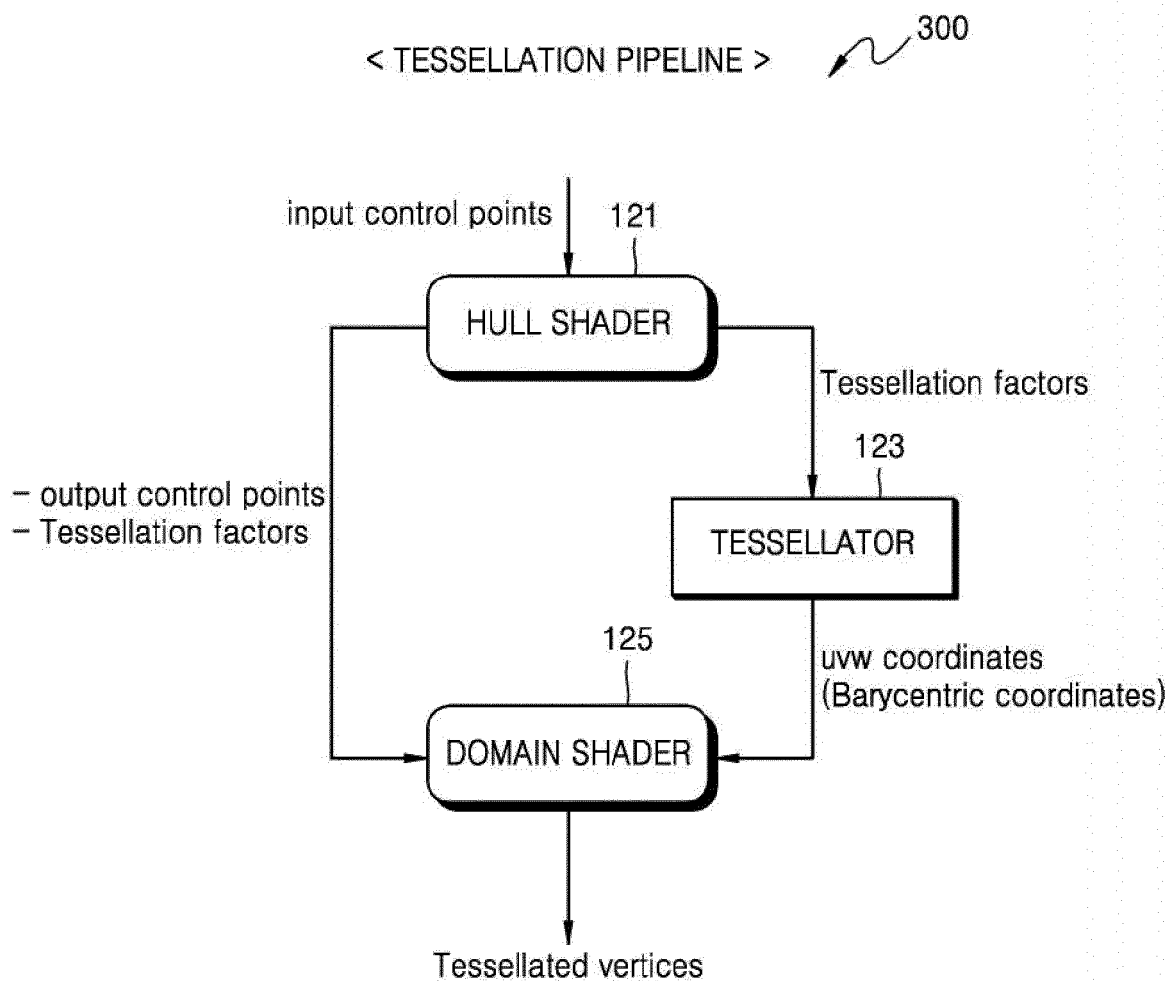 300
< TESSELLATION PIPELINE >
input control points
121
HULL SHADER
Tessellation factors
123
- output control points
- Tessellation factors
TESSELLATOR
125
uvw coordinates
(Barycentric coordinates)
DOMAIN SHADER
Tessellated vertices